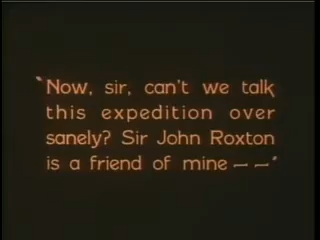 "Now, sir, can't we talk
this expedition over
sanely? Sir John Roxton
is a friend of mine — —"